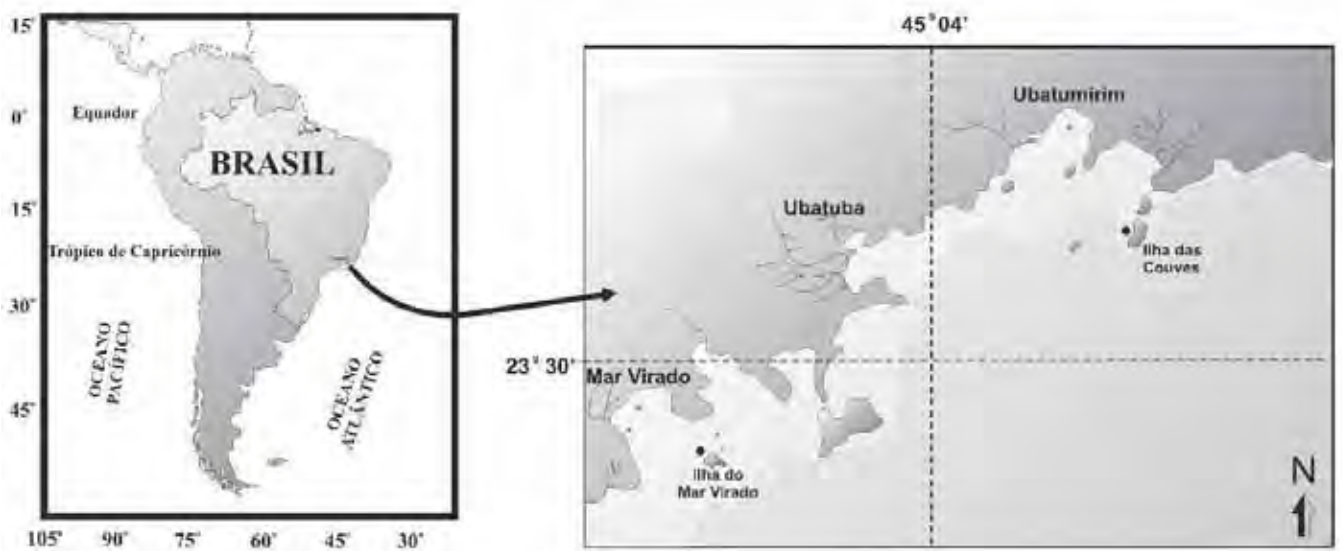 15°
0°
15°
30°
45°
105°
90°
75°
60°
45°
30°
Equador
BRASIL
Trópico de Capricórnio
OCEANO
PACÍFICO
OCEANO
ATLÂNTICO
45°04'
Ubatumirim
Ubatuba
Ilha das
Couves
23°30'
Mar Virado
Ilha do
Mar Virado
N